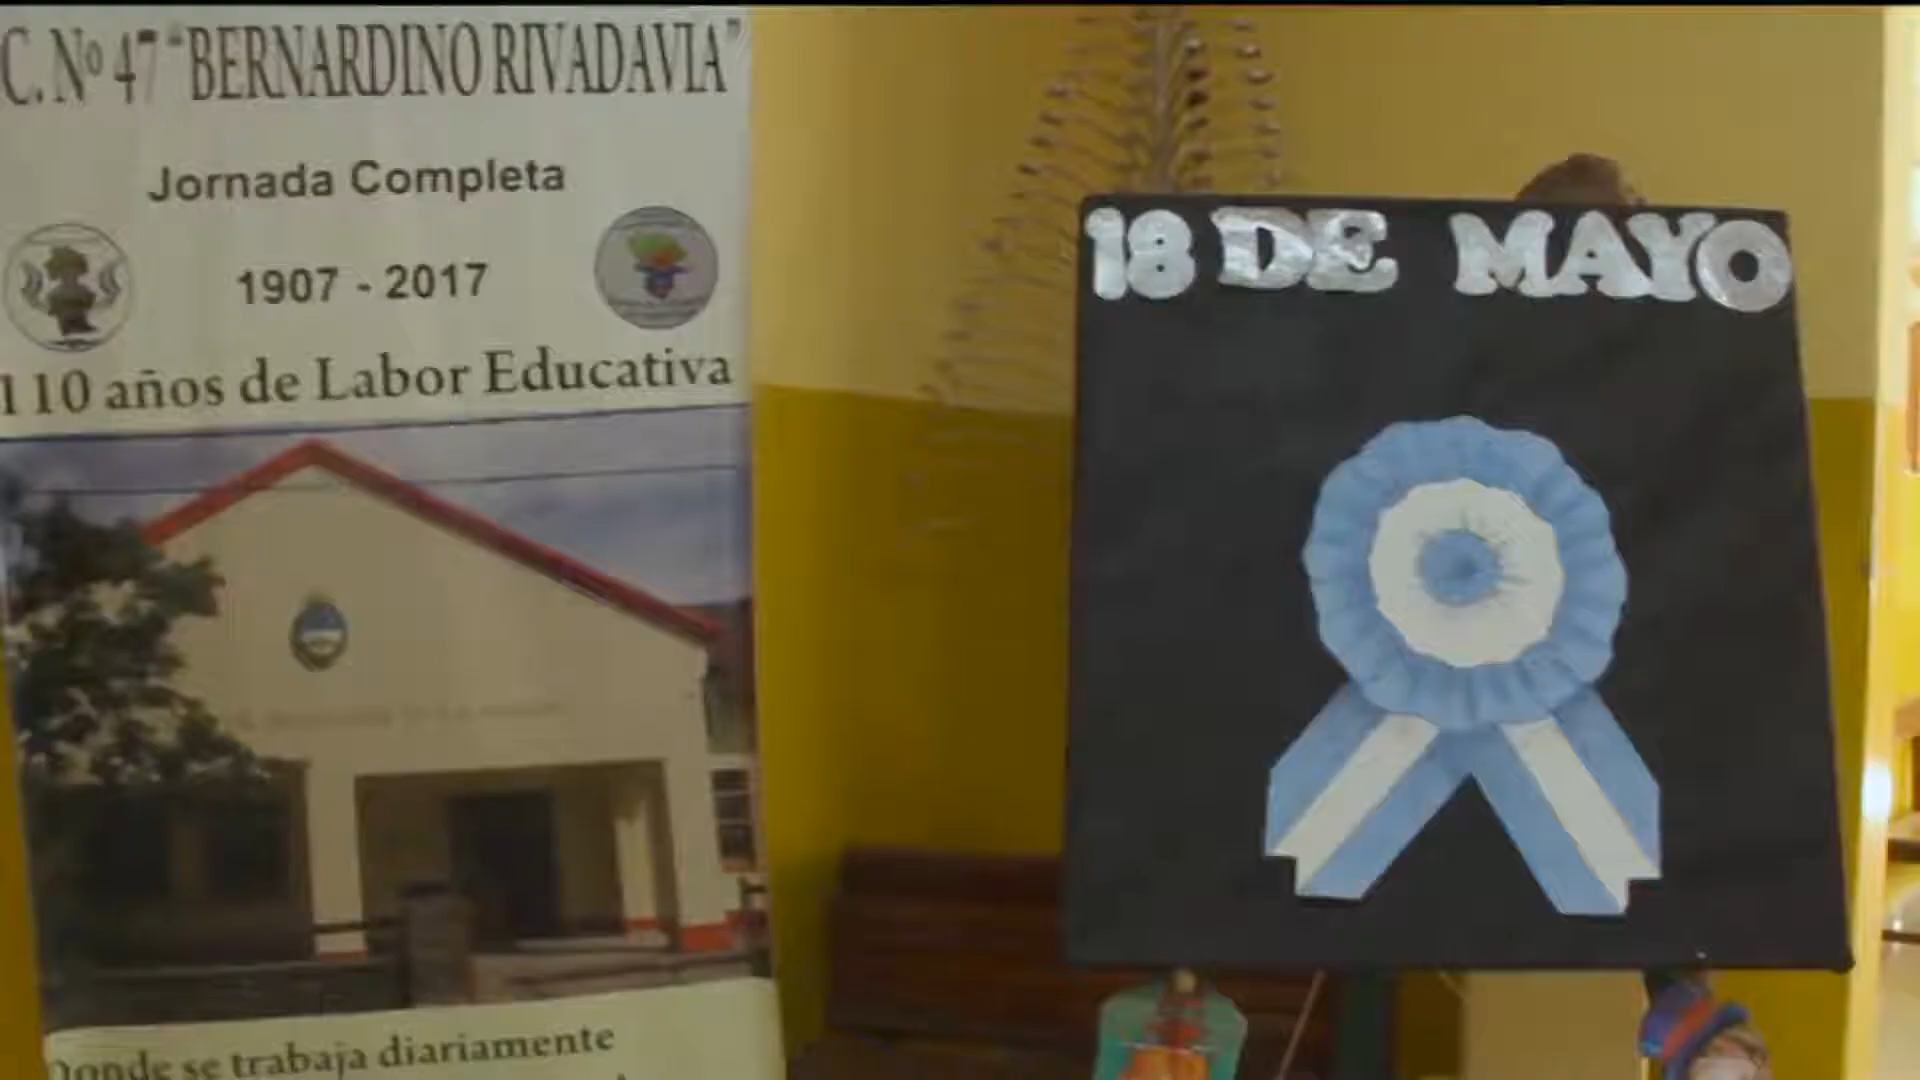 C. Nº 47 "BERNARDINO RIVADAVIA"
Jornada Completa
1907 - 2017
110 años de Labor Educativa
Donde se trabaja diariamente
18 DE MAYO